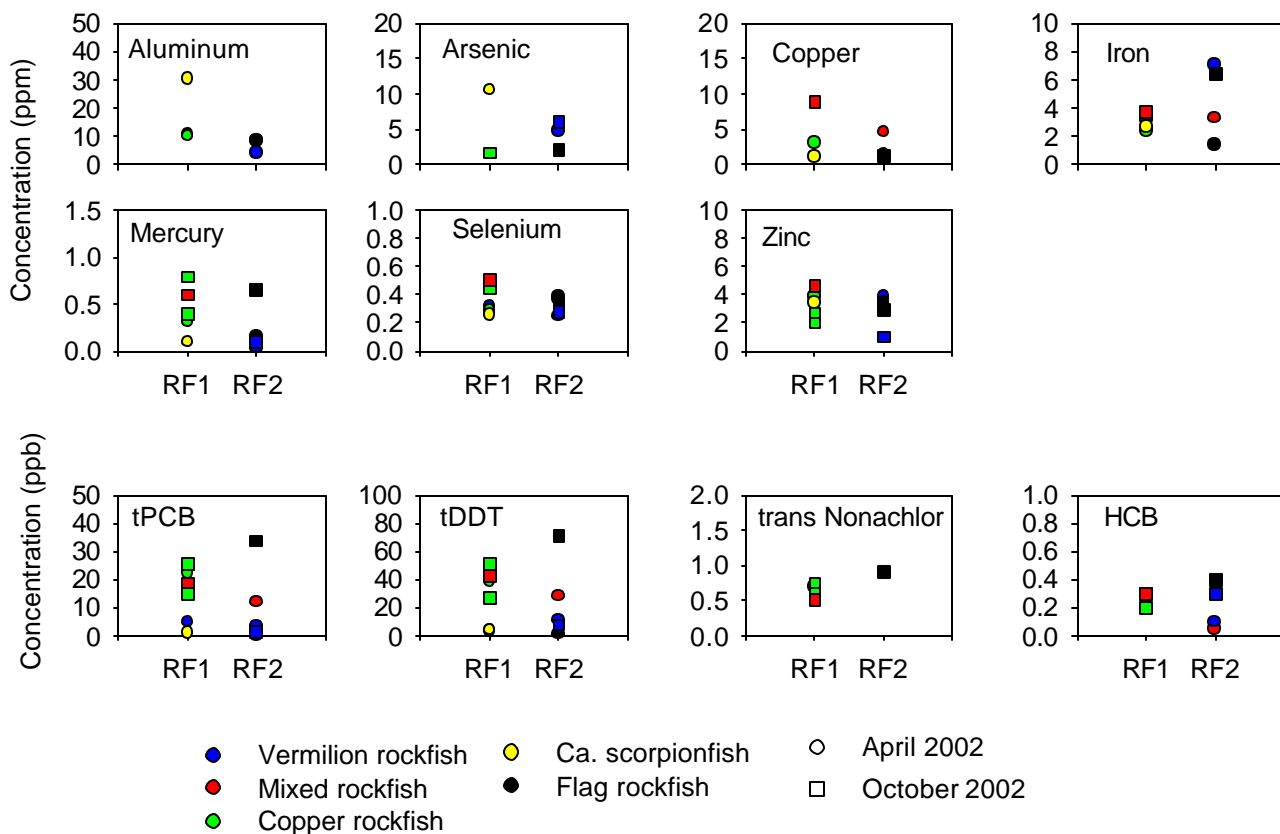 Concentration (ppm)
Aluminum
50
40
30
20
10
0
Arsenic
20
15
10
5
0
Copper
20
15
10
5
0
Iron
10
8
6
4
2
0
Mercury
1.5
1.0
0.5
0.0
RF1 RF2
Selenium
1.0
0.8
0.6
0.4
0.2
0.0
RF1 RF2
Zinc
10
8
6
4
2
0
RF1 RF2
Concentration (ppb)
tPCB
50
40
30
20
10
0
RF1 RF2
tDDT
100
80
60
40
20
0
RF1 RF2
trans Nonachlor
2.0
1.5
1.0
0.5
0.0
RF1 RF2
HCB
1.0
0.8
0.6
0.4
0.2
0.0
RF1 RF2
Vermilion rockfish
Mixed rockfish
Copper rockfish
Ca. scorpionfish
Flag rockfish
April 2002
October 2002